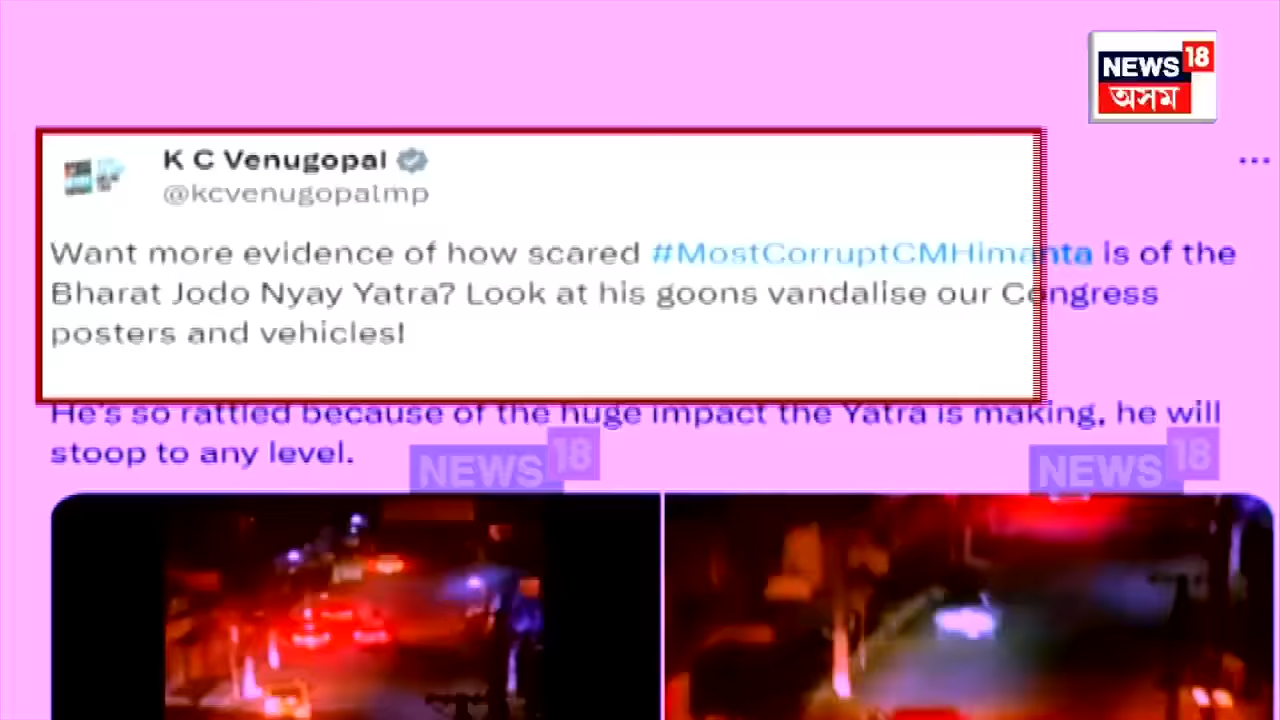 NEWS 18
অসম
K C Venugopal
@kcvenugopalmp
Want more evidence of how scared #MostCorruptCMHimanta is of the
Bharat Jodo Nyay Yatra? Look at his goons vandalise our Congress
posters and vehicles!
He's so rattled because of the huge impact the Yatra is making, he will
stoop to any level.
NEWS 18
NEWS 18